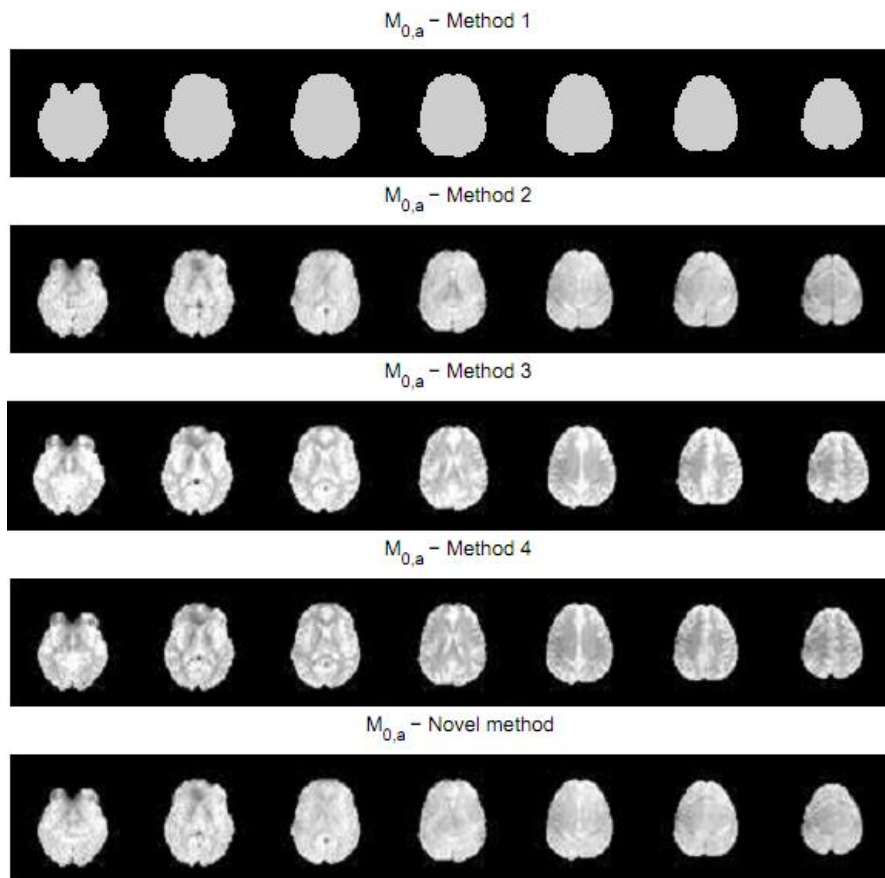 M0,a − Method 1
M0,a − Method 2
M0,a − Method 3
M0,a − Method 4
M0,a − Novel method